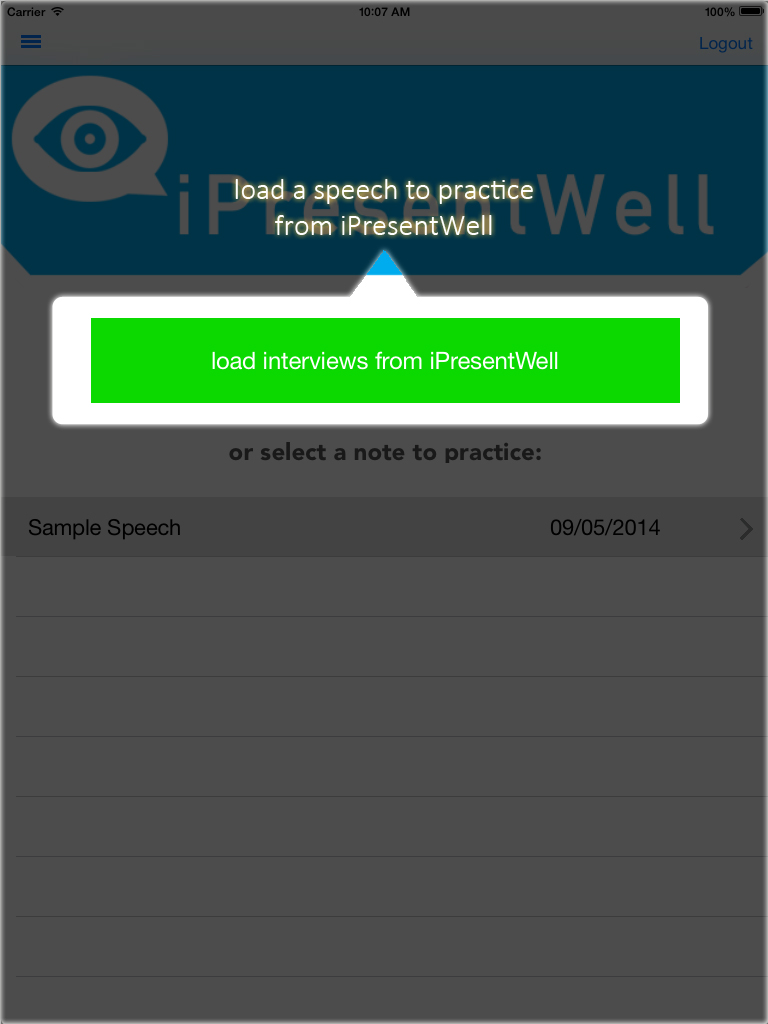 Carrier 10:07 AM 100%
Logout
iPresentWell
load a speech to practice
from iPresentWell
load interviews from iPresentWell
or select a note to practice:
Sample Speech 09/05/2014